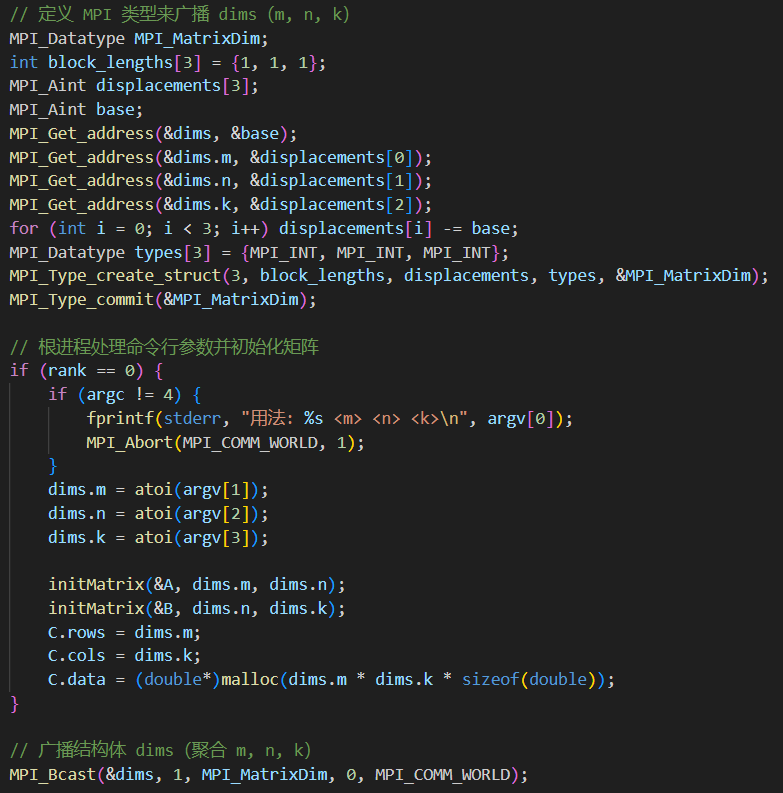 // 定义 MPI 类型来广播 dims（m, n, k）
MPI_Datatype MPI_MatrixDim;
int block_lengths[3] = {1, 1, 1};
MPI_Aint displacements[3];
MPI_Aint base;
MPI_Get_address(&dims, &base);
MPI_Get_address(&dims.m, &displacements[0]);
MPI_Get_address(&dims.n, &displacements[1]);
MPI_Get_address(&dims.k, &displacements[2]);
for (int i = 0; i < 3; i++) displacements[i] -= base;
MPI_Datatype types[3] = {MPI_INT, MPI_INT, MPI_INT};
MPI_Type_create_struct(3, block_lengths, displacements, types, &MPI_MatrixDim);
MPI_Type_commit(&MPI_MatrixDim);

// 根进程处理命令行参数并初始化矩阵
if (rank == 0) {
    if (argc != 4) {
        fprintf(stderr, "用法: %s <m> <n> <k>\n", argv[0]);
        MPI_Abort(MPI_COMM_WORLD, 1);
    }
    dims.m = atoi(argv[1]);
    dims.n = atoi(argv[2]);
    dims.k = atoi(argv[3]);

    initMatrix(&A, dims.m, dims.n);
    initMatrix(&B, dims.n, dims.k);
    C.rows = dims.m;
    C.cols = dims.k;
    C.data = (double*)malloc(dims.m * dims.k * sizeof(double));
}

// 广播结构体 dims（聚合 m, n, k）
MPI_Bcast(&dims, 1, MPI_MatrixDim, 0, MPI_COMM_WORLD);